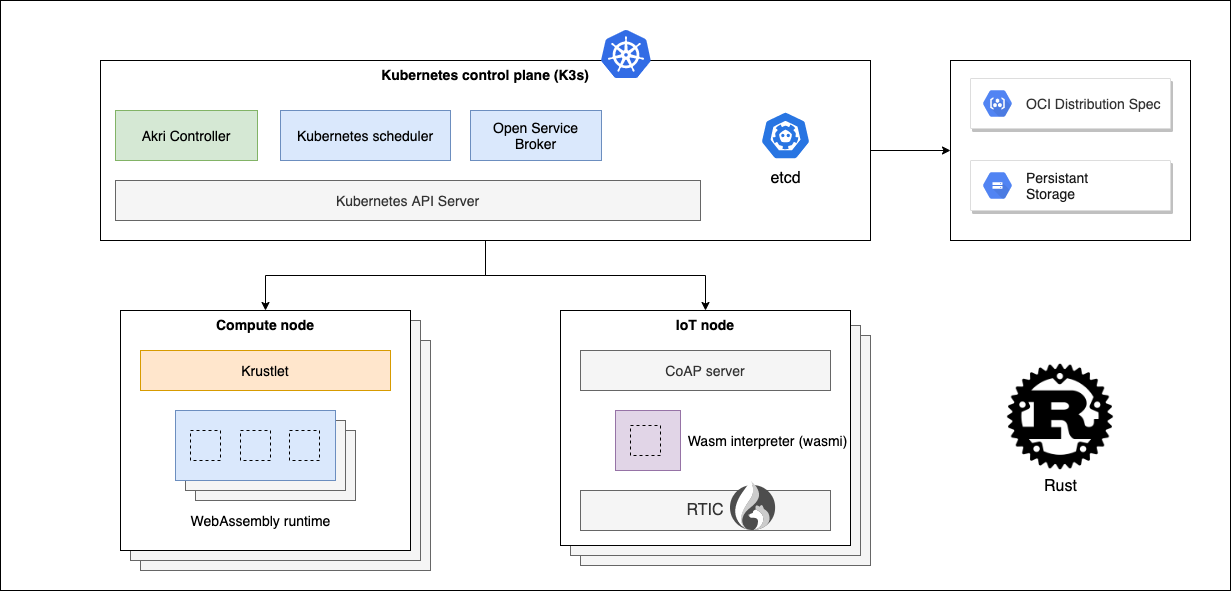 Kubernetes control plane (K3s)
Akri Controller
Kubernetes scheduler
Open Service
Broker
etcd
Kubernetes API Server
OCI Distribution Spec
Persistant
Storage
Compute node
Krustlet
WebAssembly runtime
IoT node
CoAP server
Wasm interpreter (wasmi)
RTIC
R
Rust